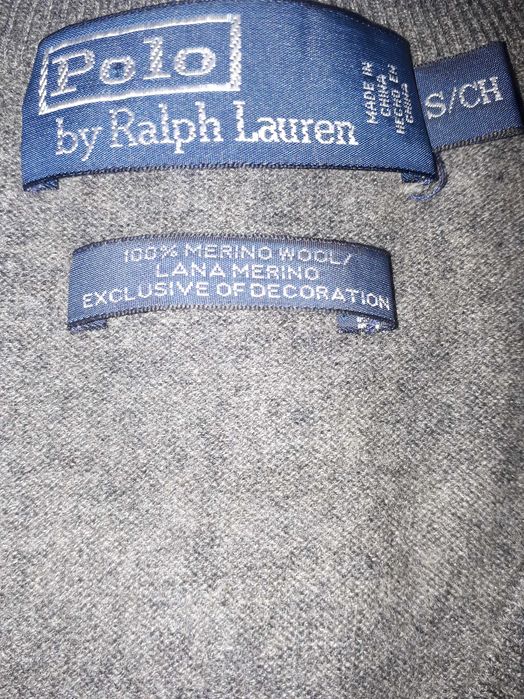 Polo
by Ralph Lauren
MADE IN
CHINA
HECHO EN
CHINA
S/CH
100% MERINO WOOL/
LANA MERINO
EXCLUSIVE OF DECORATION